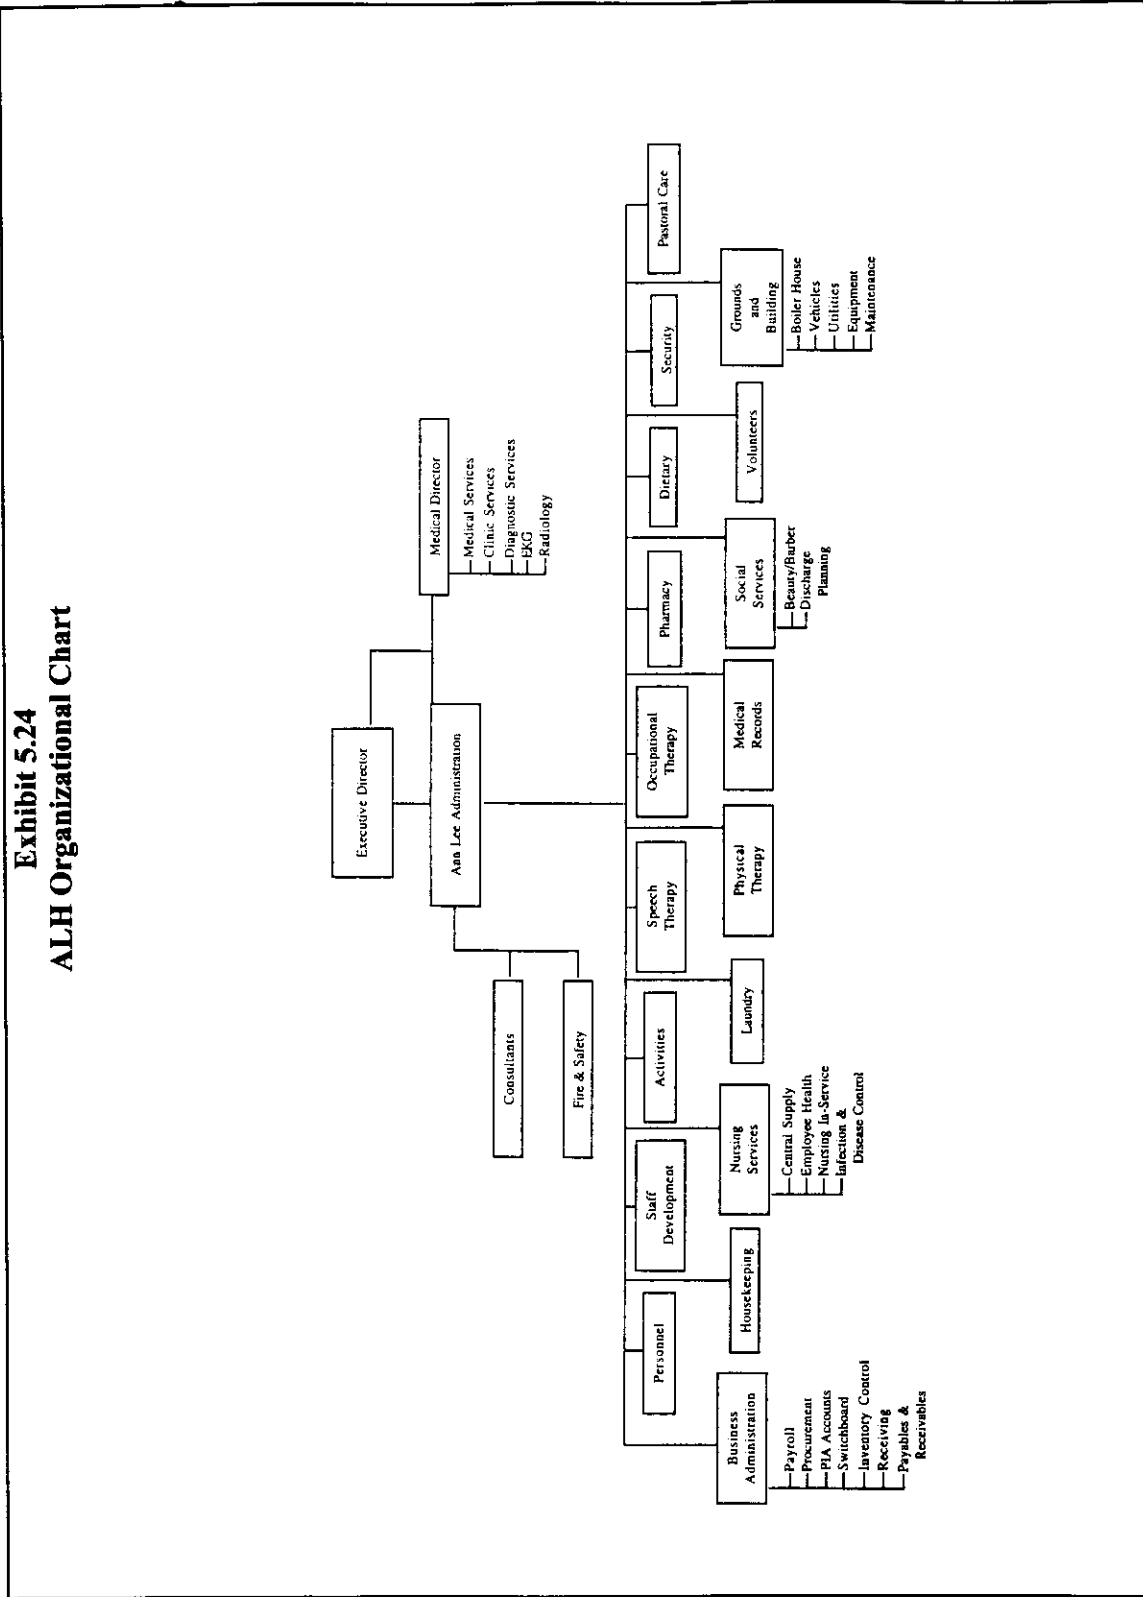 Exhibit 5.24
ALH Organizational Chart
Executive Director
Ann Lee Administration
Medical Director
Medical Services
Clinic Services
Diagnostic Services
EKG
Radiology
Consultants
Fire & Safety
Personnel
Staff
Development
Activities
Speech
Therapy
Occupational
Therapy
Pharmacy
Dietary
Security
Pastoral Care
Business
Administration
Payroll
Procurement
PIA Accounts
Switchboard
Inventory Control
Receiving
Payables &
Receivables
Housekeeping
Nursing
Services
Central Supply
Employee Health
Nursing In-Service
Infection &
Disease Control
Laundry
Physical
Therapy
Medical
Records
Social
Services
Beauty/Barber
Discharge
Planning
Volunteers
Grounds
and
Building
Boiler House
Vehicles
Utilities
Equipment
Maintenance